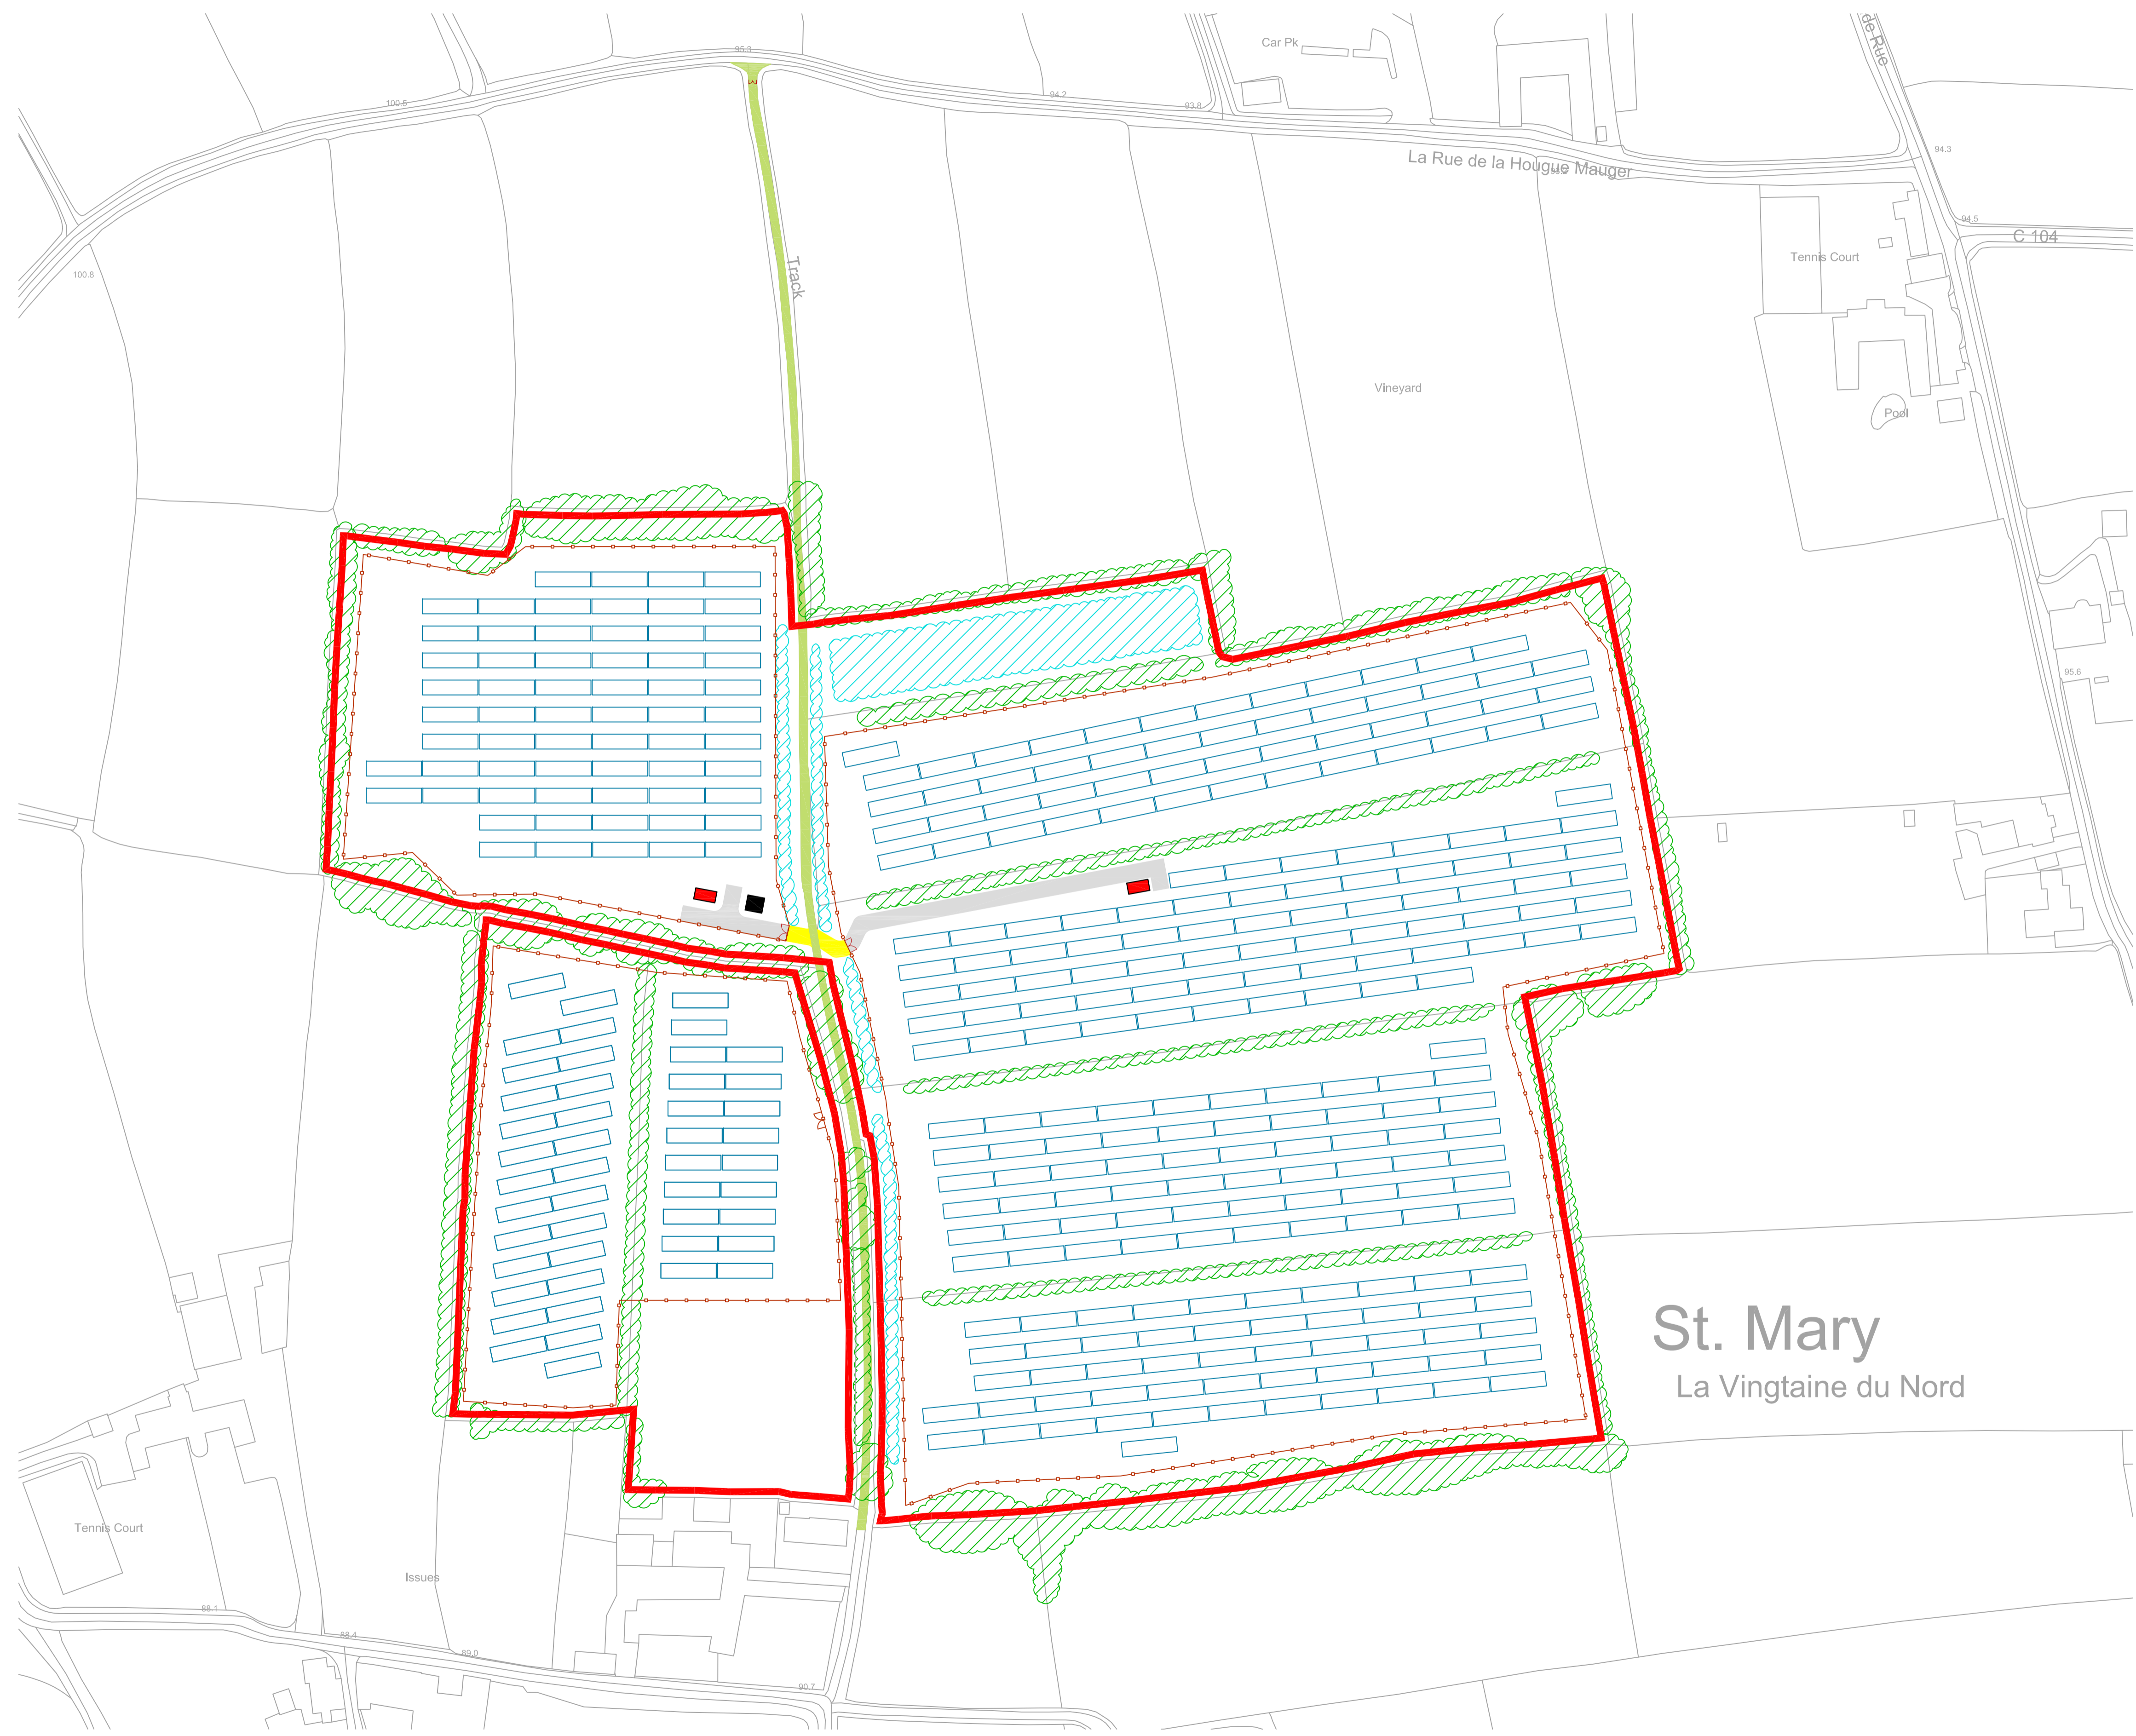 de Rue
Car Pk
95.3
100.5
94.2
93.8
La Rue de la Hougue Mauger
94.3
94.5
C 104
Tennis Court
100.8
Track
Vineyard
Pool
95.6
St. Mary
La Vingtaine du Nord
Tennis Court
Issues
88.1
88.4
89.0
90.7